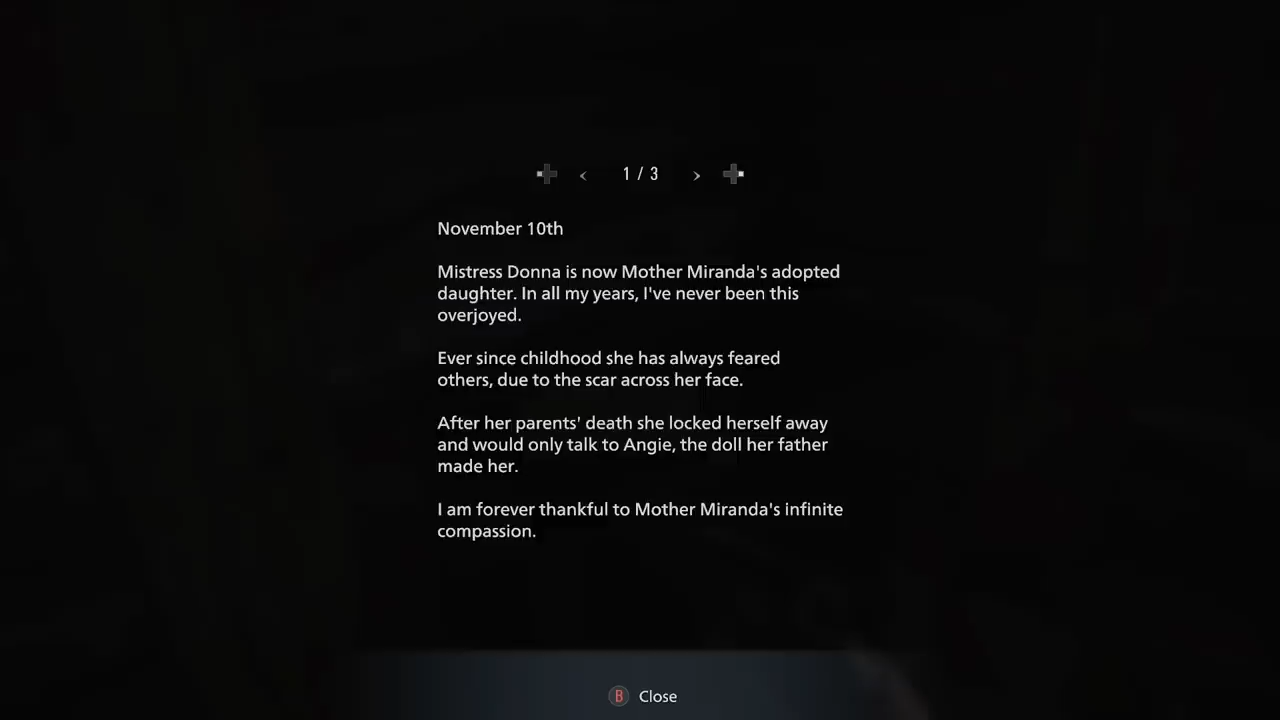 1 / 3
November 10th
Mistress Donna is now Mother Miranda's adopted
daughter. In all my years, I've never been this
overjoyed.
Ever since childhood she has always feared
others, due to the scar across her face.
After her parents' death she locked herself away
and would only talk to Angie, the doll her father
made her.
I am forever thankful to Mother Miranda's infinite
compassion.
B Close